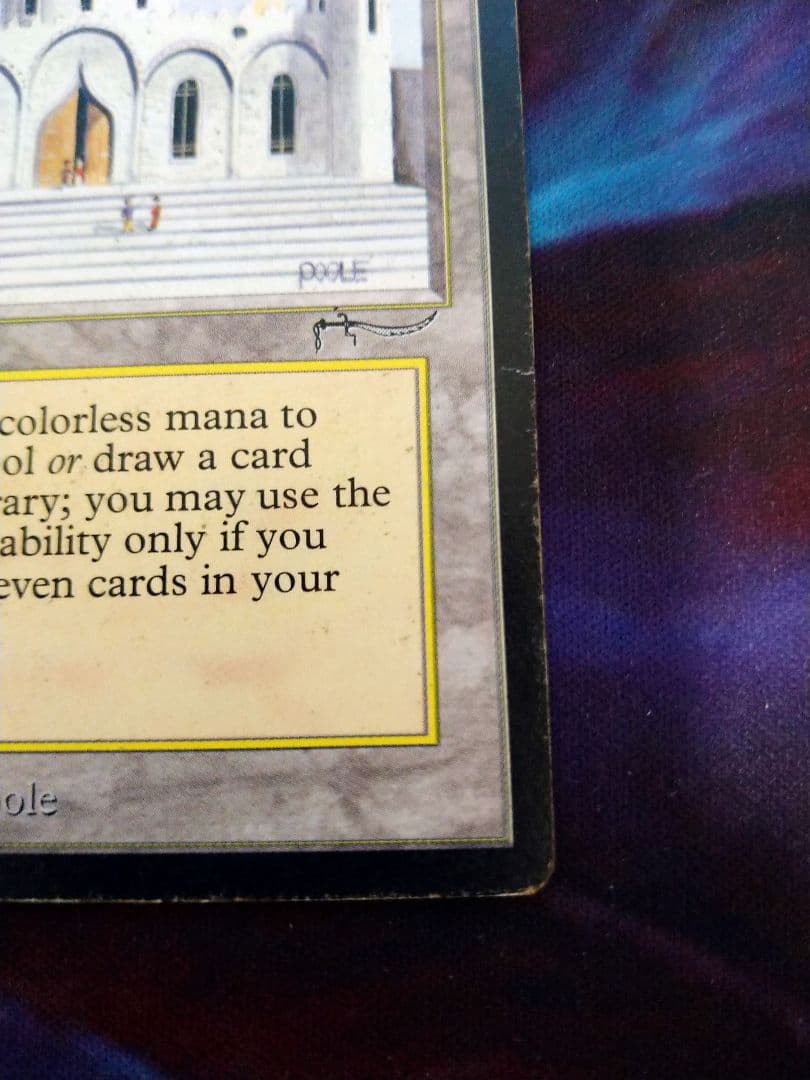 POOLE
colorless mana to
ol or draw a card
rary; you may use the
ability only if you
even cards in your
ole